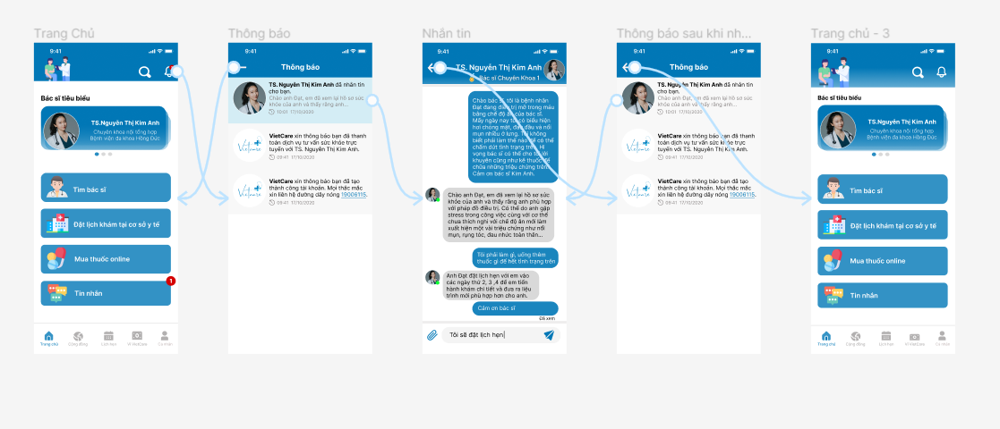 Trang Chủ
9:41
Bác sĩ tiêu biểu
TS.Nguyễn Thị Kim Anh
Chuyên khoa nội tổng hợp
Bệnh viện đa khoa Hồng Đức
Tìm bác sĩ
Đặt lịch khám tại cơ sở y tế
Mua thuốc online
Tin nhắn
1
Trang chủ
Cộng đồng
Lịch hẹn
Ví VietCare
Cá nhân
Thông báo
9:41
Thông báo
TS. Nguyễn Thị Kim Anh đã nhắn tin
cho bạn.
Chào anh Đạt, em đã xem lại hồ sơ sức
khỏe của anh và thấy rằng anh...
10:01 17/10/2020
VietCare xin thông báo bạn đã thanh
toán dịch vụ tư vấn sức khỏe trực
tuyến với TS. Nguyễn Thị Kim Anh.
09:41 17/10/2020
VietCare xin thông báo bạn đã tạo
thành công tài khoản. Mọi thắc mắc
xin liên hệ đường dây nóng 19006115.
09:41 17/10/2020
Nhắn tin
9:41
TS. Nguyễn Thị Kim Anh
Bác sĩ Chuyên Khoa 1
Chào bác sĩ, tôi là bệnh nhân
Đạt đang điều trị mỡ trong máu
bằng chế độ ăn của bác sĩ.
Mấy ngày nay tôi có biểu hiện
hơi chóng mặt, đau đầu và nổi
mụn nhiều ở lưng. Tôi không
biết phải làm thế nào để có thể
chấm dứt tình trạng trên. Hi
vọng bác sĩ có thể cho tôi lời
khuyên cũng như kê thuốc để
chữa những triệu chứng trên.
Cảm ơn bác sĩ Kim Anh.
Chào anh Đạt, em đã xem lại hồ sơ sức
khỏe của anh và thấy rằng anh phù hợp
với pháp đồ điều trị. Có thể do anh gặp
stress trong công việc cùng với cơ thể
chưa thích nghi với chế độ ăn mới làm
xuất hiện một vài triệu chứng như nổi
mụn, rụng tóc, đau nhức toàn thân...
Tôi phải làm gì, uống thêm
thuốc gì để hết tình trạng trên
Anh Đạt đặt lịch hẹn với em vào
các ngày thứ 2, 3 ,4 để em tiến
hành khám chi tiết và đưa ra liệu
trình mới phù hợp hơn cho anh.
Cảm ơn bác sĩ
Đã xem
Tôi sẽ đặt lịch hẹn
Thông báo sau khi nh...
9:41
Thông báo
TS. Nguyễn Thị Kim Anh đã nhắn tin
cho bạn.
Chào anh Đạt, em đã xem lại hồ sơ sức
khỏe của anh và thấy rằng anh...
10:01 17/10/2020
VietCare xin thông báo bạn đã thanh
toán dịch vụ tư vấn sức khỏe trực
tuyến với TS. Nguyễn Thị Kim Anh.
09:41 17/10/2020
VietCare xin thông báo bạn đã tạo
thành công tài khoản. Mọi thắc mắc
xin liên hệ đường dây nóng 19006115.
09:41 17/10/2020
Trang chủ - 3
9:41
Bác sĩ tiêu biểu
TS.Nguyễn Thị Kim Anh
Chuyên khoa nội tổng hợp
Bệnh viện đa khoa Hồng Đức
Tìm bác sĩ
Đặt lịch khám tại cơ sở y tế
Mua thuốc online
Tin nhắn
Trang chủ
Cộng đồng
Lịch hẹn
Ví VietCare
Cá nhân